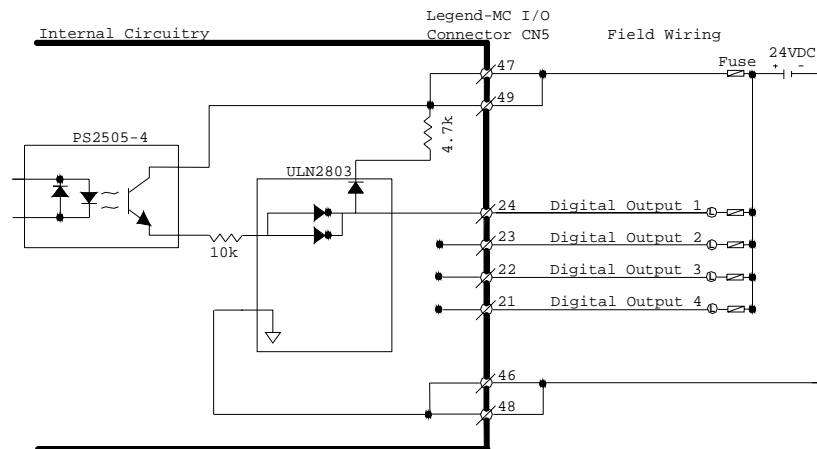 Legend-MC I/O
Internal Circuitry Connector CN5 Field Wiring
24VDC
+ -
47 Fuse
49
4.7k
PS2505-4
ULN2803
24 Digital Output 1 L
23 Digital Output 2 L
10k
22 Digital Output 3 L
21 Digital Output 4 L
46
48